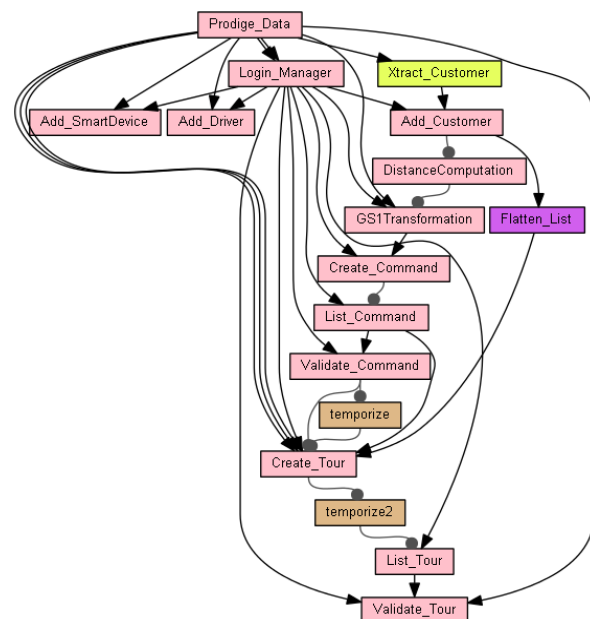 Prodige_Data
Login_Manager
Xtract_Customer
Add_SmartDevice
Add_Driver
Add_Customer
DistanceComputation
GS1Transformation
Flatten_List
Create_Command
List_Command
Validate_Command
temporize
Create_Tour
temporize2
List_Tour
Validate_Tour